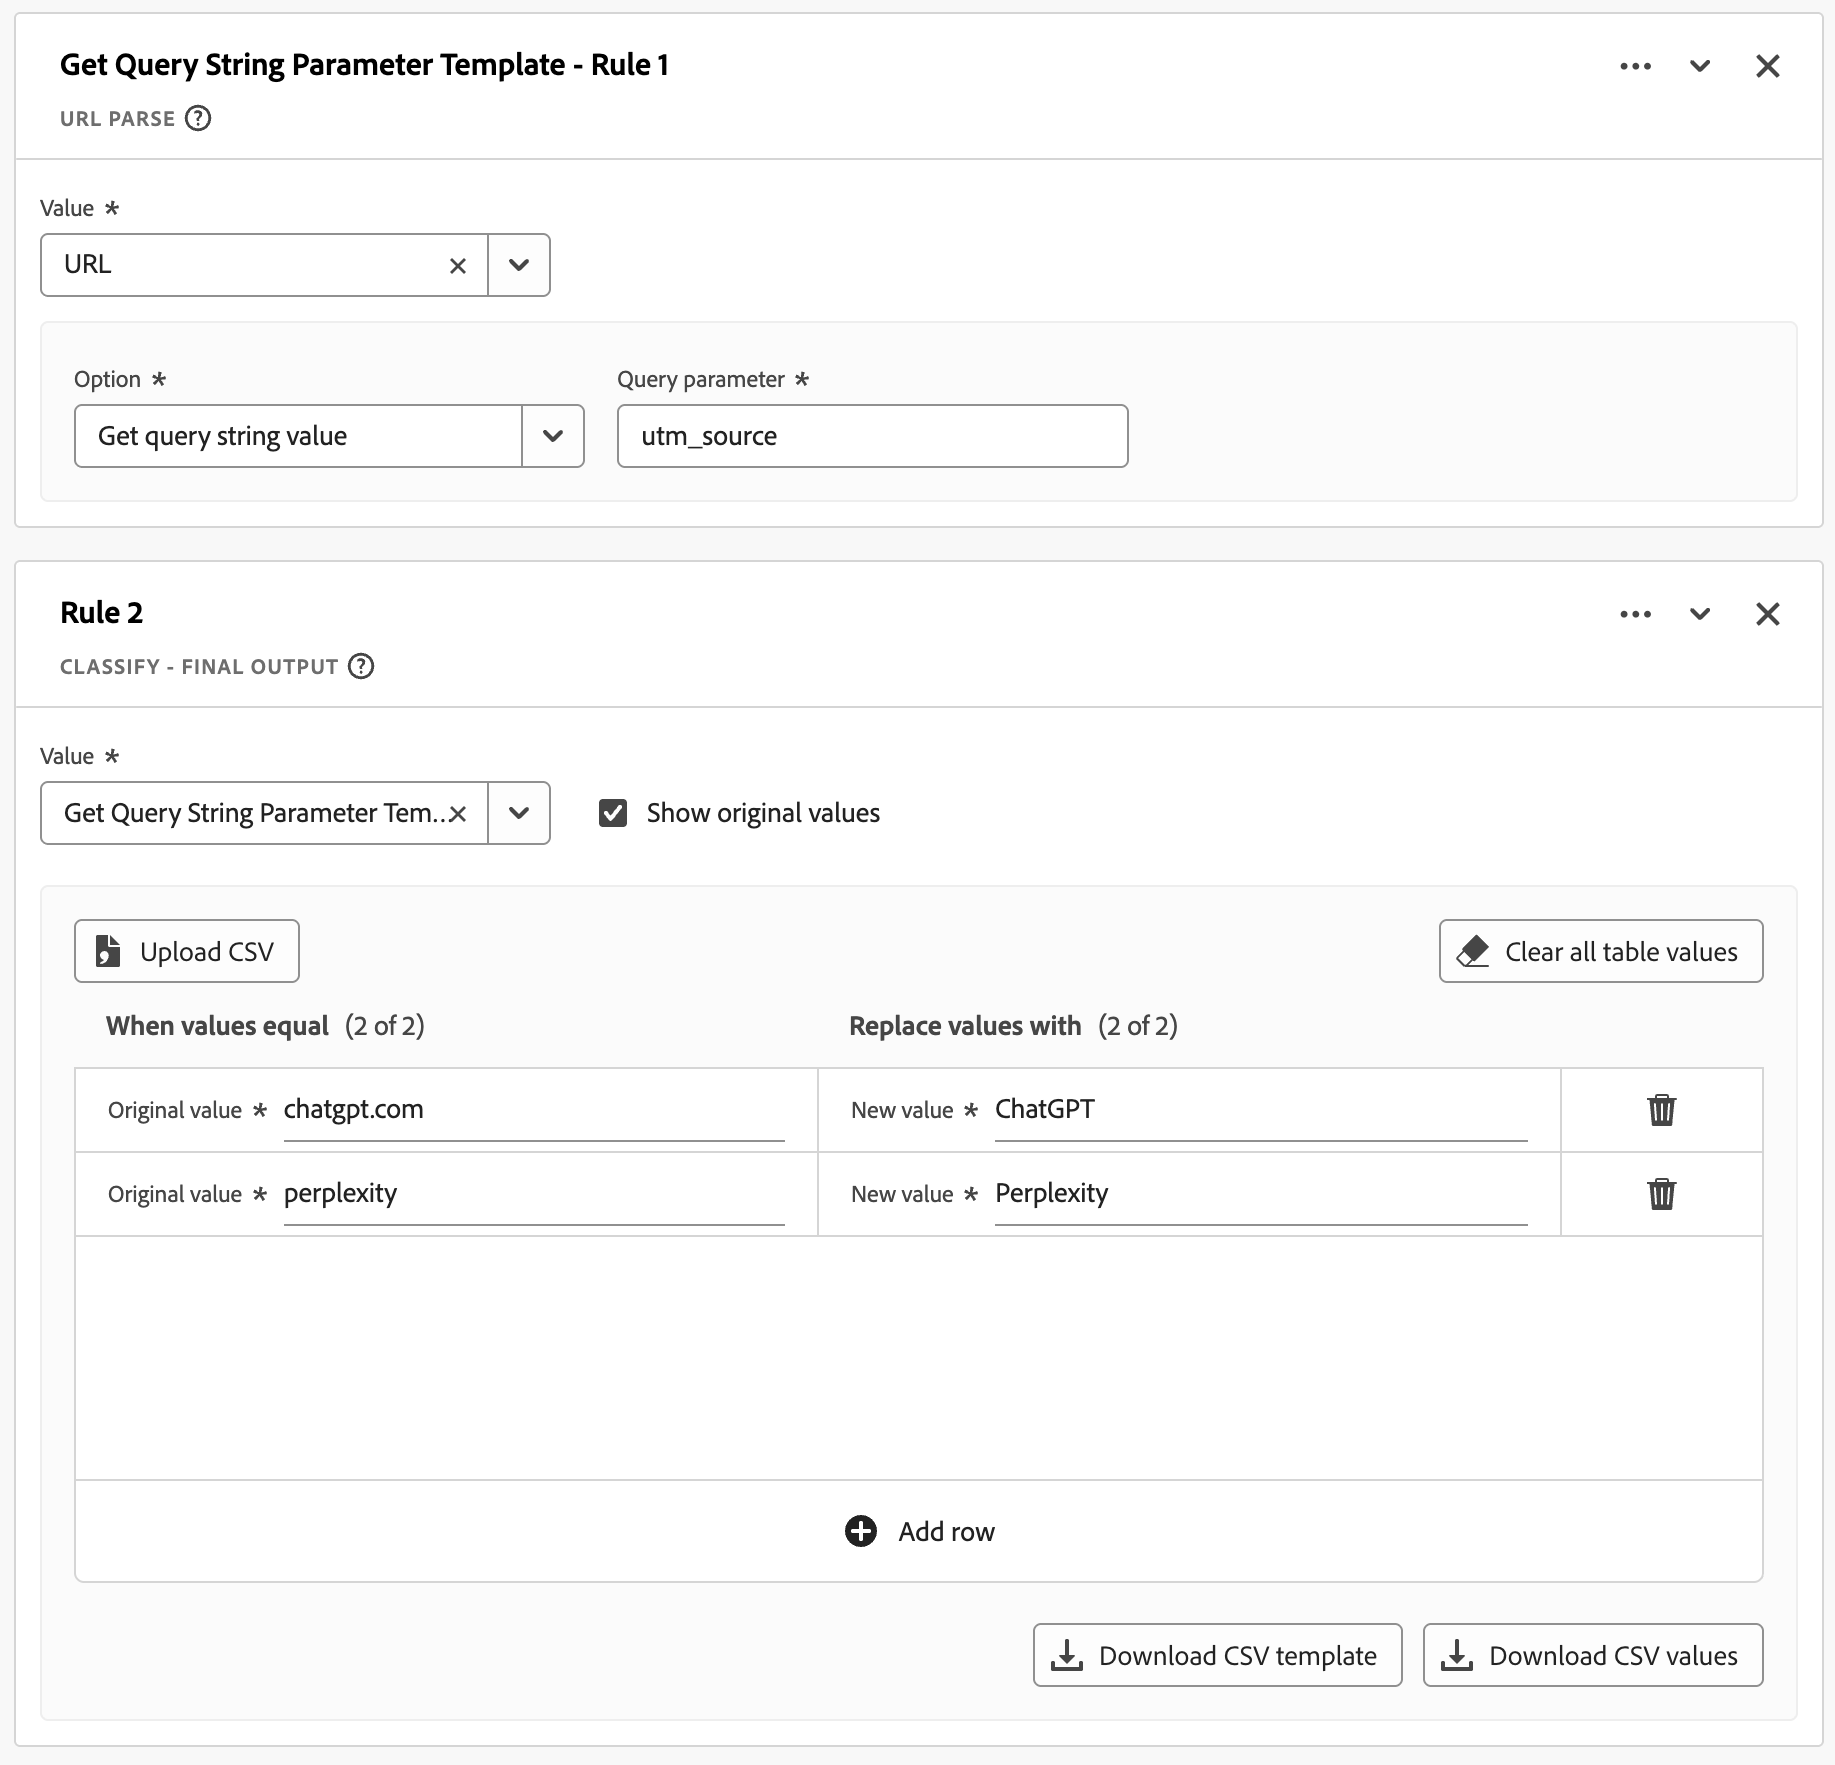 Get Query String Parameter Template - Rule 1
URL PARSE ?
Value *
URL
Option * Query parameter *
Get query string value utm_source
Rule 2
CLASSIFY - FINAL OUTPUT ?
Value *
Get Query String Parameter Tem... Show original values
Upload CSV Clear all table values
When values equal (2 of 2) Replace values with (2 of 2)
Original value * chatgpt.com New value * ChatGPT
Original value * perplexity New value * Perplexity
Add row
Download CSV template Download CSV values